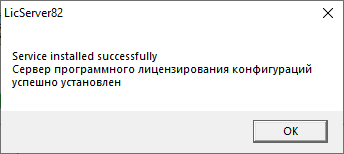 LicServer82
Service installed successfully
Сервер программного лицензирования конфигураций
успешно установлен
OK